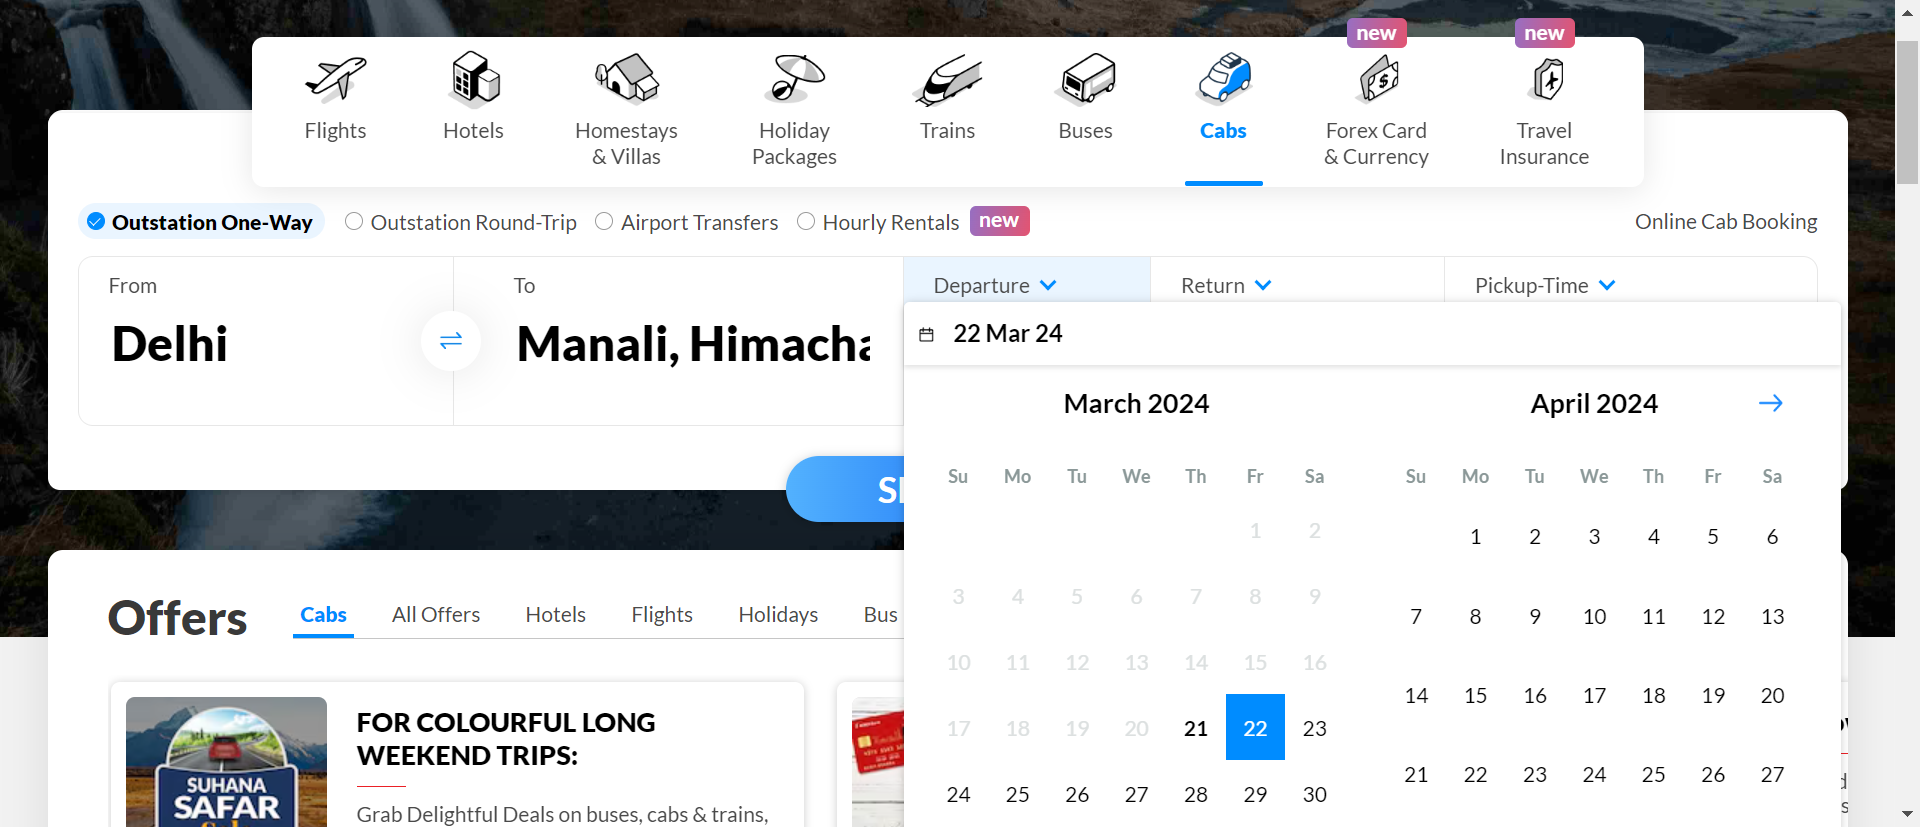 new
new
Flights
Hotels
Homestays
& Villas
Holiday
Packages
Trains
Buses
Cabs
Forex Card
& Currency
Travel
Insurance
Outstation One-Way
Outstation Round-Trip
Airport Transfers
Hourly Rentals
new
Online Cab Booking
From
Delhi
To
Manali, Himacha
Departure
Return
Pickup-Time
22 Mar 24
March 2024
Su Mo Tu We Th Fr Sa
1 2
3 4 5 6 7 8 9
10 11 12 13 14 15 16
17 18 19 20 21 22 23
24 25 26 27 28 29 30
April 2024
Su Mo Tu We Th Fr Sa
1 2 3 4 5 6
7 8 9 10 11 12 13
14 15 16 17 18 19 20
21 22 23 24 25 26 27
Offers
Cabs
All Offers
Hotels
Flights
Holidays
Bus
SUHANA
SAFAR
FOR COLOURFUL LONG
WEEKEND TRIPS:
Grab Delightful Deals on buses, cabs & trains,